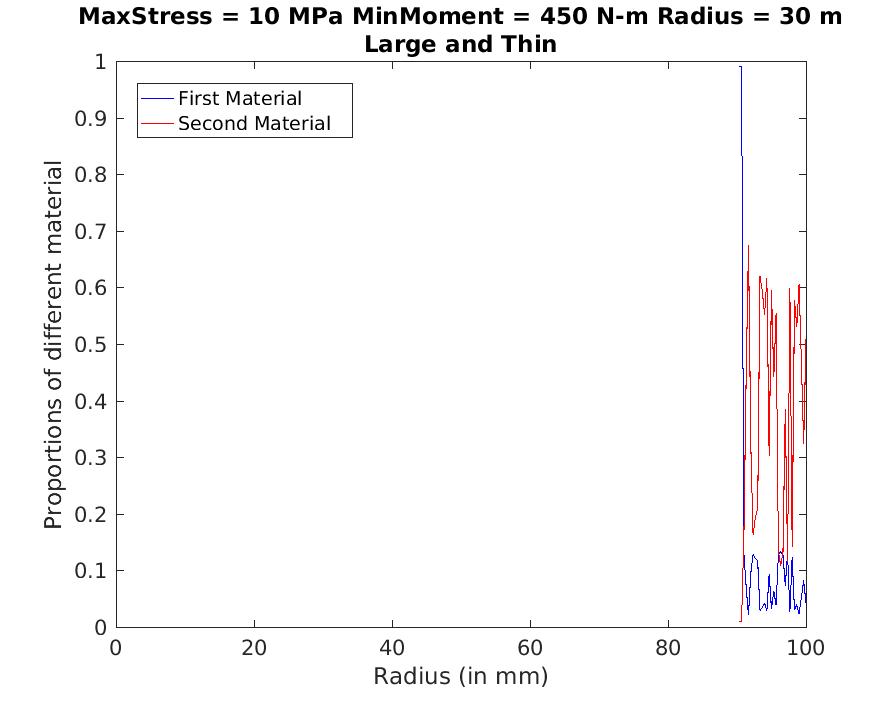 MaxStress = 10 MPa MinMoment = 450 N-m Radius = 30 m
Large and Thin
First Material
Second Material
Proportions of different material
1
0.9
0.8
0.7
0.6
0.5
0.4
0.3
0.2
0.1
0
0 20 40 60 80 100
Radius (in mm)